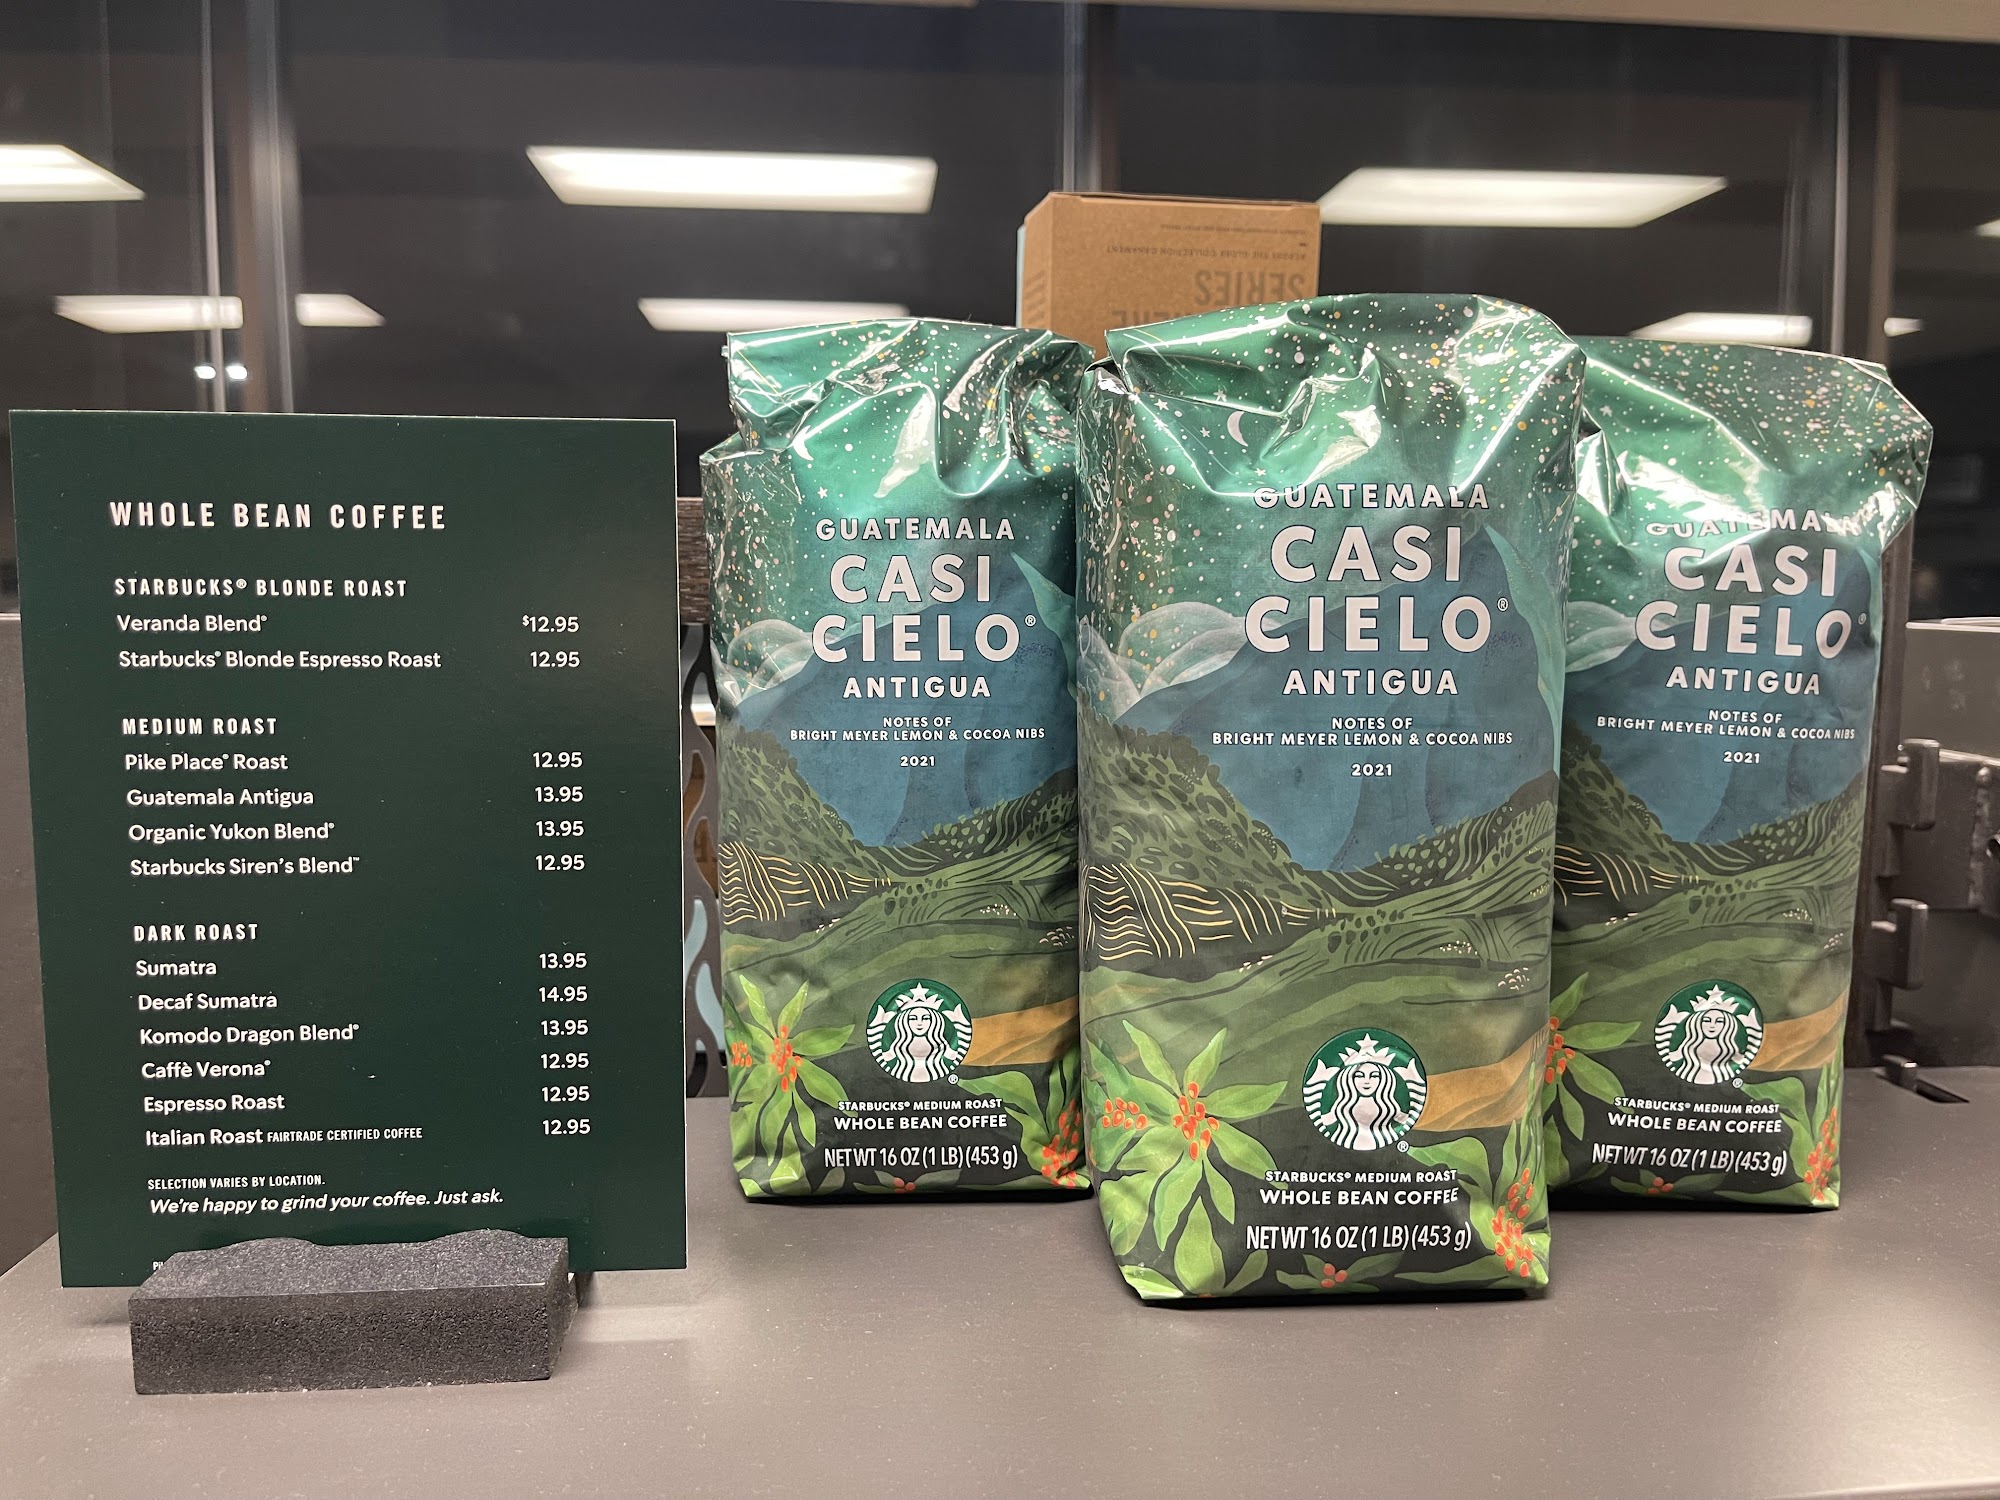 WHOLE BEAN COFFEE
STARBUCKS® BLONDE ROAST
Veranda Blend® $12.95
Starbucks® Blonde Espresso Roast 12.95
MEDIUM ROAST
Pike Place® Roast 12.95
Guatemala Antigua 13.95
Organic Yukon Blend® 13.95
Starbucks Siren's Blend™ 12.95
DARK ROAST
Sumatra 13.95
Decaf Sumatra 14.95
Komodo Dragon Blend® 13.95
Caffè Verona® 12.95
Espresso Roast 12.95
Italian Roast FAIRTRADE CERTIFIED COFFEE 12.95
SELECTION VARIES BY LOCATION.
We're happy to grind your coffee. Just ask.
SERIES
GUATEMALA
CASI
CIELO®
ANTIGUA
NOTES OF
BRIGHT MEYER LEMON & COCOA NIBS
2021
STARBUCKS® MEDIUM ROAST
WHOLE BEAN COFFEE
NET WT 16 OZ (1 LB) (453 g)
GUATEMALA
CASI
CIELO®
ANTIGUA
NOTES OF
BRIGHT MEYER LEMON & COCOA NIBS
2021
STARBUCKS® MEDIUM ROAST
WHOLE BEAN COFFEE
NET WT 16 OZ (1 LB) (453 g)
GUATEMALA
CASI
CIELO®
ANTIGUA
NOTES OF
BRIGHT MEYER LEMON & COCOA NIBS
2021
STARBUCKS® MEDIUM ROAST
WHOLE BEAN COFFEE
NET WT 16 OZ (1 LB) (453 g)